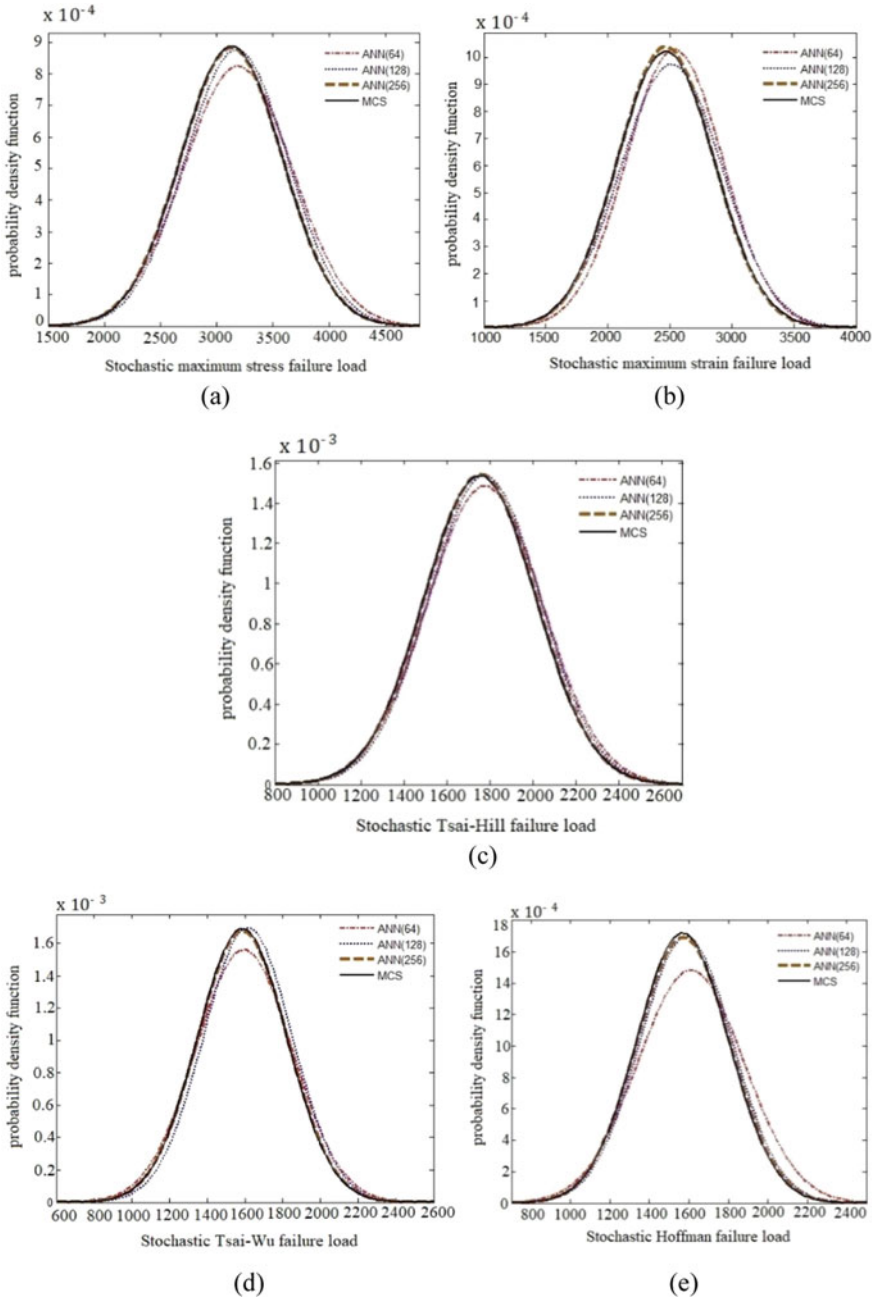 x 10⁻⁴
9
8
7
6
5
4
3
2
1
0
probability density function
ANN(64)
ANN(128)
ANN(256)
MCS
1500 2000 2500 3000 3500 4000 4500
Stochastic maximum stress failure load
(a)
x 10⁻⁴
10
9
8
7
6
5
4
3
2
1
probability density function
ANN(64)
ANN(128)
ANN(256)
MCS
1000 1500 2000 2500 3000 3500 4000
Stochastic maximum strain failure load
(b)
x 10⁻³
1.6
1.4
1.2
1
0.8
0.6
0.4
0.2
0
probability density function
ANN(64)
ANN(128)
ANN(256)
MCS
800 1000 1200 1400 1600 1800 2000 2200 2400 2600
Stochastic Tsai-Hill failure load
(c)
x 10⁻³
1.6
1.4
1.2
1
0.8
0.6
0.4
0.2
0
probability density function
ANN(64)
ANN(128)
ANN(256)
MCS
600 800 1000 1200 1400 1600 1800 2000 2200 2400 2600
Stochastic Tsai-Wu failure load
(d)
x 10⁻⁴
18
16
14
12
10
8
6
4
2
0
probability density function
ANN(64)
ANN(128)
ANN(256)
MCS
800 1000 1200 1400 1600 1800 2000 2200 2400
Stochastic Hoffman failure load
(e)